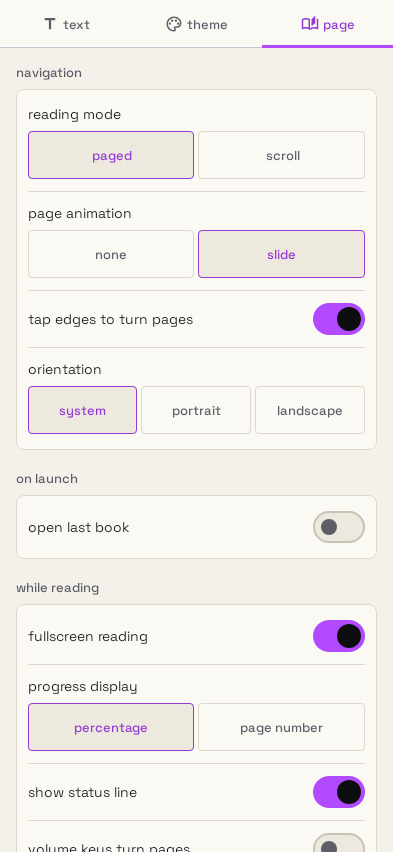 text
theme
page
navigation
reading mode
paged
scroll
page animation
none
slide
tap edges to turn pages
orientation
system
portrait
landscape
on launch
open last book
while reading
fullscreen reading
progress display
percentage
page number
show status line
volume keys turn pages